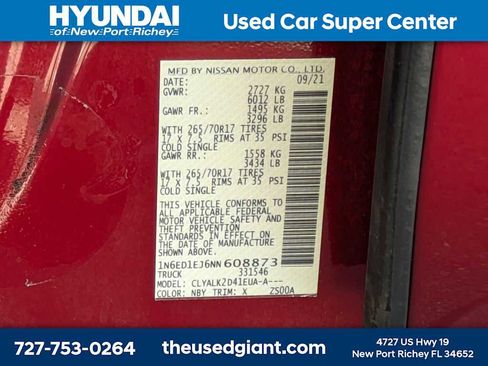 HYUNDAI
of New Port Richey
Used Car Super Center
MFD BY NISSAN MOTOR CO., LTD.
DATE: 09/21
GVWR: 2727 KG
6012 LB
GAWR FR.: 1495 KG
3296 LB
WITH 265/70R17 TIRES
17 X 7.5 RIMS AT 35 PSI
COLD SINGLE
GAWR RR.: 1558 KG
3434 LB
WITH 265/70R17 TIRES
17 X 7.5 RIMS AT 35 PSI
COLD SINGLE
THIS VEHICLE CONFORMS TO
ALL APPLICABLE FEDERAL
MOTOR VEHICLE SAFETY AND
THEFT PREVENTION
STANDARDS IN EFFECT ON
THE DATE OF MANUFACTURE
SHOWN ABOVE.
1N6ED1EJ6NN608873
TRUCK 331546
MODEL: CLYALK2D41EUA-A---
COLOR: NBY TRIM: X ZS00A
727-753-0264
theusedgiant.com
4727 US Hwy 19
New Port Richey FL 34652